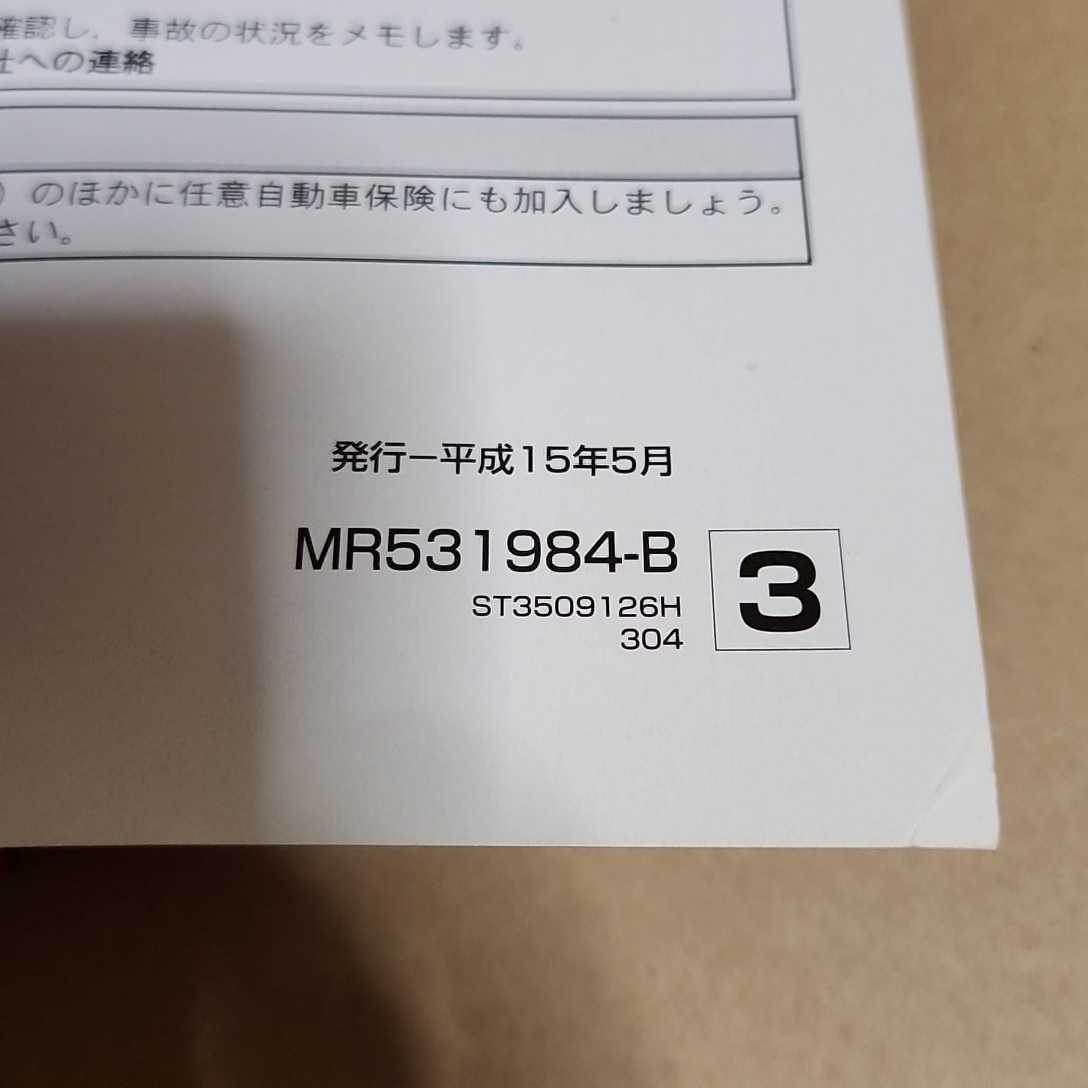 確認し，事故の状況をメモします。
社への連絡
）のほかに任意自動車保険にも加入しましょう。
さい。
発行－平成15年5月
MR531984-B
3
ST3509126H
304